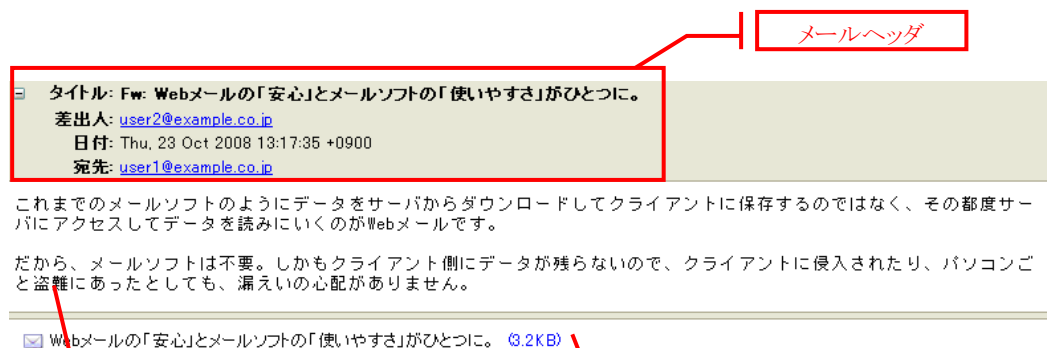 メールヘッダ
タイトル: Fw: Webメールの「安心」とメールソフトの「使いやすさ」がひとつに。
差出人: user2@example.co.jp
日付: Thu, 23 Oct 2008 13:17:35 +0900
宛先: user1@example.co.jp
これまでのメールソフトのようにデータをサーバからダウンロードしてクライアントに保存するのではなく、その都度サー
バにアクセスしてデータを読みにいくのがWebメールです。
だから、メールソフトは不要。しかもクライアント側にデータが残らないので、クライアントに侵入されたり、パソコンご
と盗難にあったとしても、漏えいの心配がありません。
Webメールの「安心」とメールソフトの「使いやすさ」がひとつに。 (3.2KB)